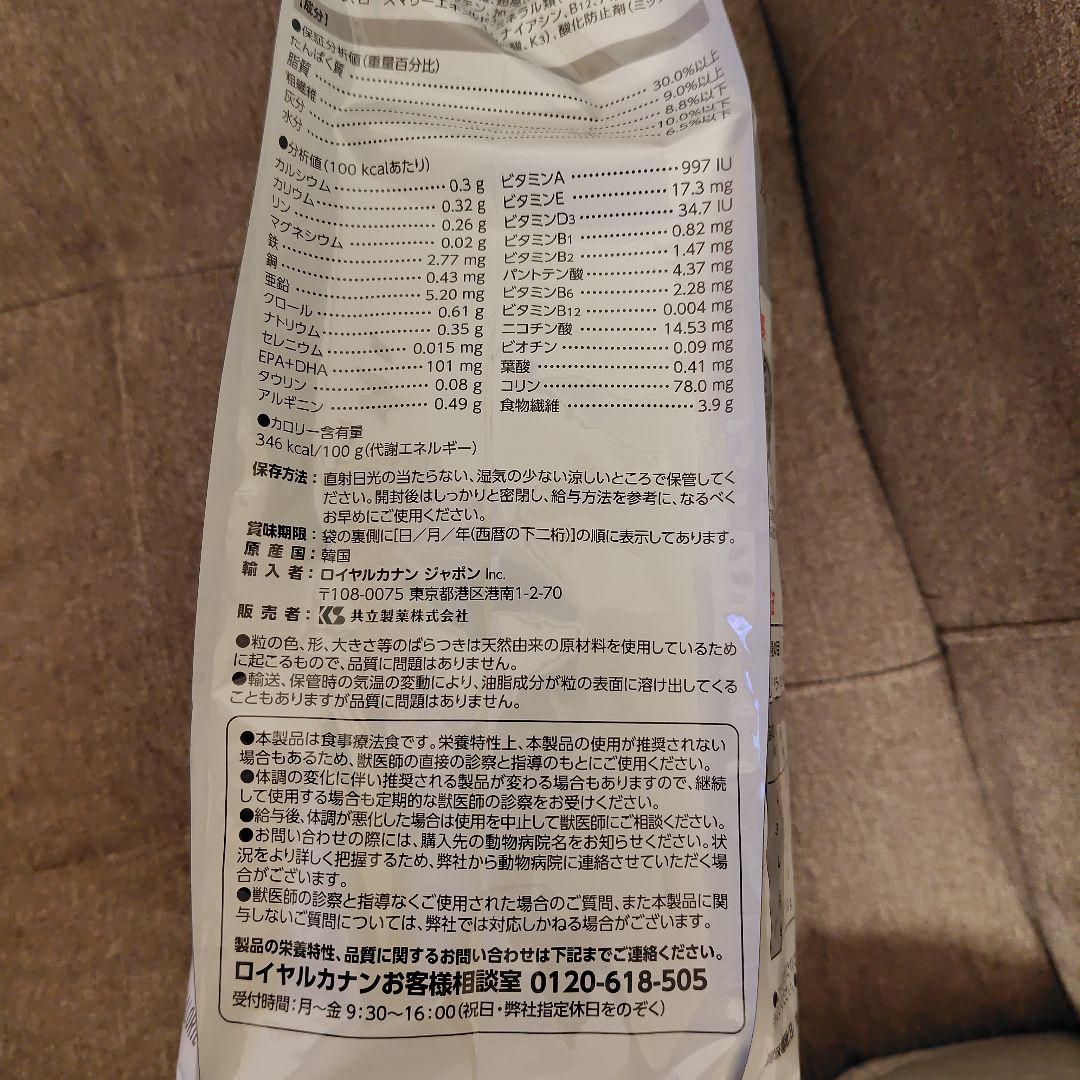 【成分】
ナイアシン、B12、
酸、K3)、酸化防止剤(ミッ
●保証分析値(重量百分比)
たんぱく質 30.0%以上
脂質 9.0%以上
粗繊維 8.8%以下
灰分 10.0%以下
水分 6.5%以下
●分析値(100 kcalあたり)
カルシウム 0.3 g
カリウム 0.32 g
リン 0.26 g
マグネシウム 0.02 g
鉄 2.77 mg
銅 0.43 mg
亜鉛 5.20 mg
クロール 0.61 g
ナトリウム 0.35 g
セレニウム 0.015 mg
EPA+DHA 101 mg
タウリン 0.08 g
アルギニン 0.49 g
ビタミンA 997 IU
ビタミンE 17.3 mg
ビタミンD3 34.7 IU
ビタミンB1 0.82 mg
ビタミンB2 1.47 mg
パントテン酸 4.37 mg
ビタミンB6 2.28 mg
ビタミンB12 0.004 mg
ニコチン酸 14.53 mg
ビオチン 0.09 mg
葉酸 0.41 mg
コリン 78.0 mg
食物繊維 3.9 g
●カロリー含有量
346 kcal/100 g(代謝エネルギー)
保存方法:直射日光の当たらない、湿気の少ない涼しいところで保管してく
ださい。開封後はしっかりと密閉し、給与方法を参考に、なるべく
お早めにご使用ください。
賞味期限:袋の裏側に[日/月/年(西暦の下二桁)]の順に表示してあります。
原産国:韓国
輸入者:ロイヤルカナン ジャポン Inc.
〒108-0075 東京都港区港南1-2-70
販売者:KS 共立製薬株式会社
●粒の色、形、大きさ等のばらつきは天然由来の原材料を使用しているため
に起こるもので、品質に問題はありません。
●輸送、保管時の気温の変動により、油脂成分が粒の表面に溶け出してくる
こともありますが品質に問題はありません。
●本製品は食事療法食です。栄養特性上、本製品の使用が推奨されない
場合もあるため、獣医師の直接の診察と指導のもとにご使用ください。
●体調の変化に伴い推奨される製品が変わる場合もありますので、継続
して使用する場合も定期的な獣医師の診察をお受けください。
●給与後、体調が悪化した場合は使用を中止して獣医師にご相談ください。
●お問い合わせの際には、購入先の動物病院名をお知らせください。状
況をより詳しく把握するため、弊社から動物病院に連絡させていただく場
合がございます。
●獣医師の診察と指導なくご使用された場合のご質問、また本製品に関
与しないご質問については、弊社では対応しかねる場合がございます。
製品の栄養特性、品質に関するお問い合わせは下記までご連絡ください。
ロイヤルカナンお客様相談室 0120-618-505
受付時間:月〜金 9:30〜16:00(祝日・弊社指定休日をのぞく)